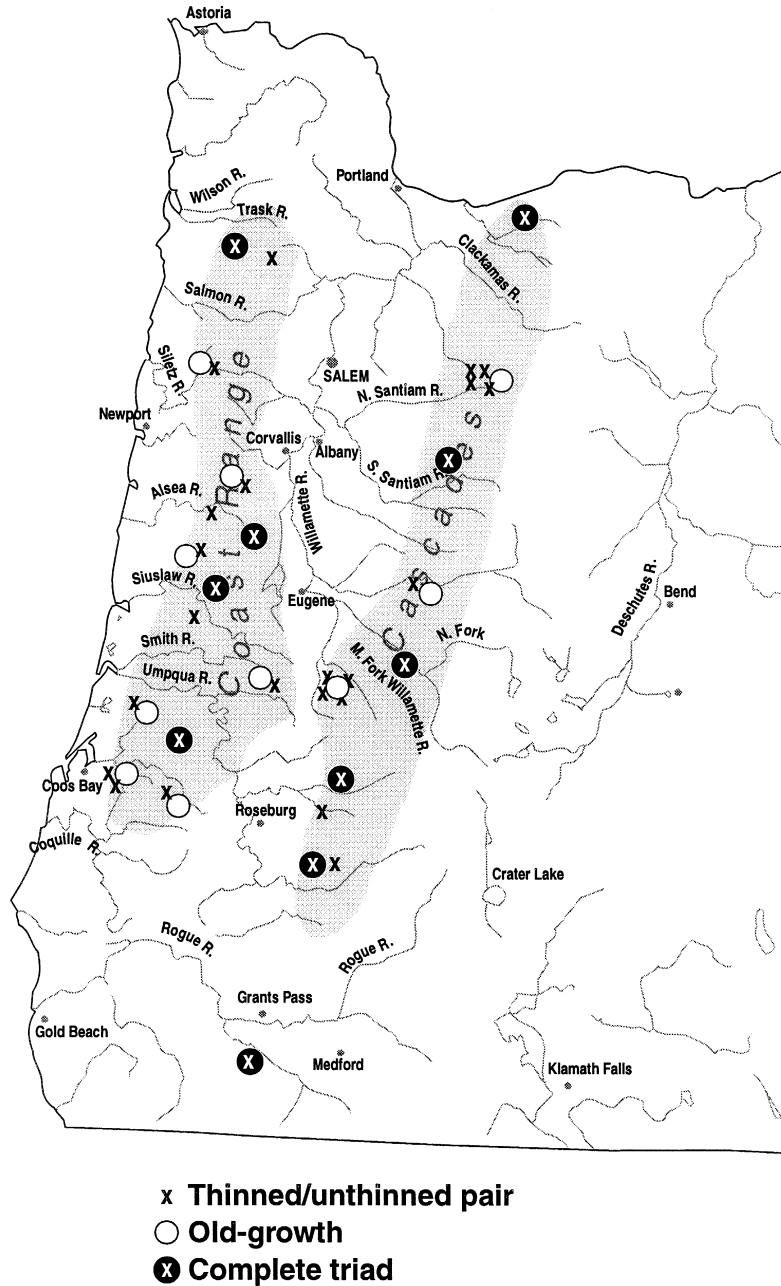 Astoria
Portland
Wilson R.
Trask R.
X
X
X
Clackamas R.
Salmon R.
Siletz R.
X
SALEM
X X
X X
N. Santiam R.
Newport
Corvallis
Albany
Coast Range
Cascades
X
S. Santiam R.
Alsea R.
X
X
Willamette R.
X
X
Siuslaw R.
X
Eugene
X
Deschutes R.
Bend
X
Smith R.
N. Fork
X
Umpqua R.
X
M. Fork Willamette R.
X X
X X
X
X
Coos Bay
X
X
X
X
Roseburg
X
Coquille R.
X X
Crater Lake
Rogue R.
Rogue R.
Grants Pass
Gold Beach
X
Medford
Klamath Falls
x Thinned/unthinned pair
Old-growth
X Complete triad